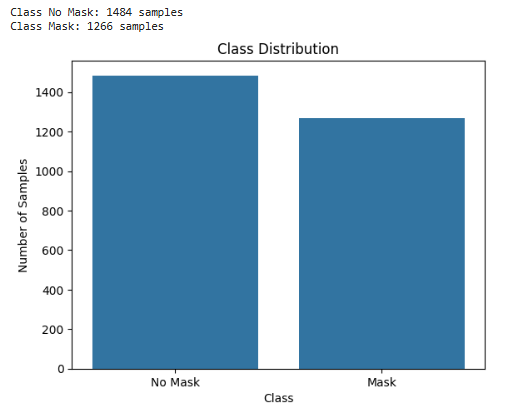 Class No Mask: 1484 samples
Class Mask: 1266 samples
Class Distribution
Number of Samples
1400
1200
1000
800
600
400
200
0
No Mask Mask
Class